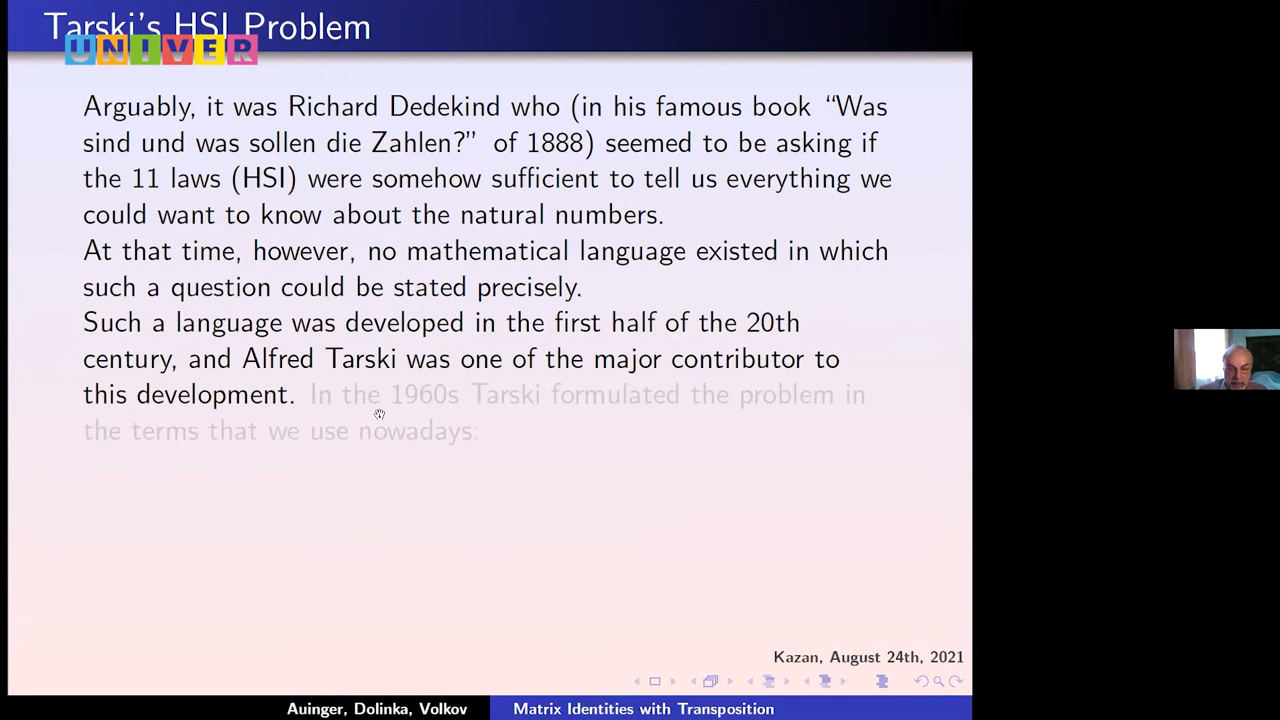 Tarski's HSI Problem
UNIVER
Arguably, it was Richard Dedekind who (in his famous book “Was
sind und was sollen die Zahlen?” of 1888) seemed to be asking if
the 11 laws (HSI) were somehow sufficient to tell us everything we
could want to know about the natural numbers.
At that time, however, no mathematical language existed in which
such a question could be stated precisely.
Such a language was developed in the first half of the 20th
century, and Alfred Tarski was one of the major contributor to
this development. In the 1960s Tarski formulated the problem in
the terms that we use nowadays:
Kazan, August 24th, 2021
Auinger, Dolinka, Volkov Matrix Identities with Transposition